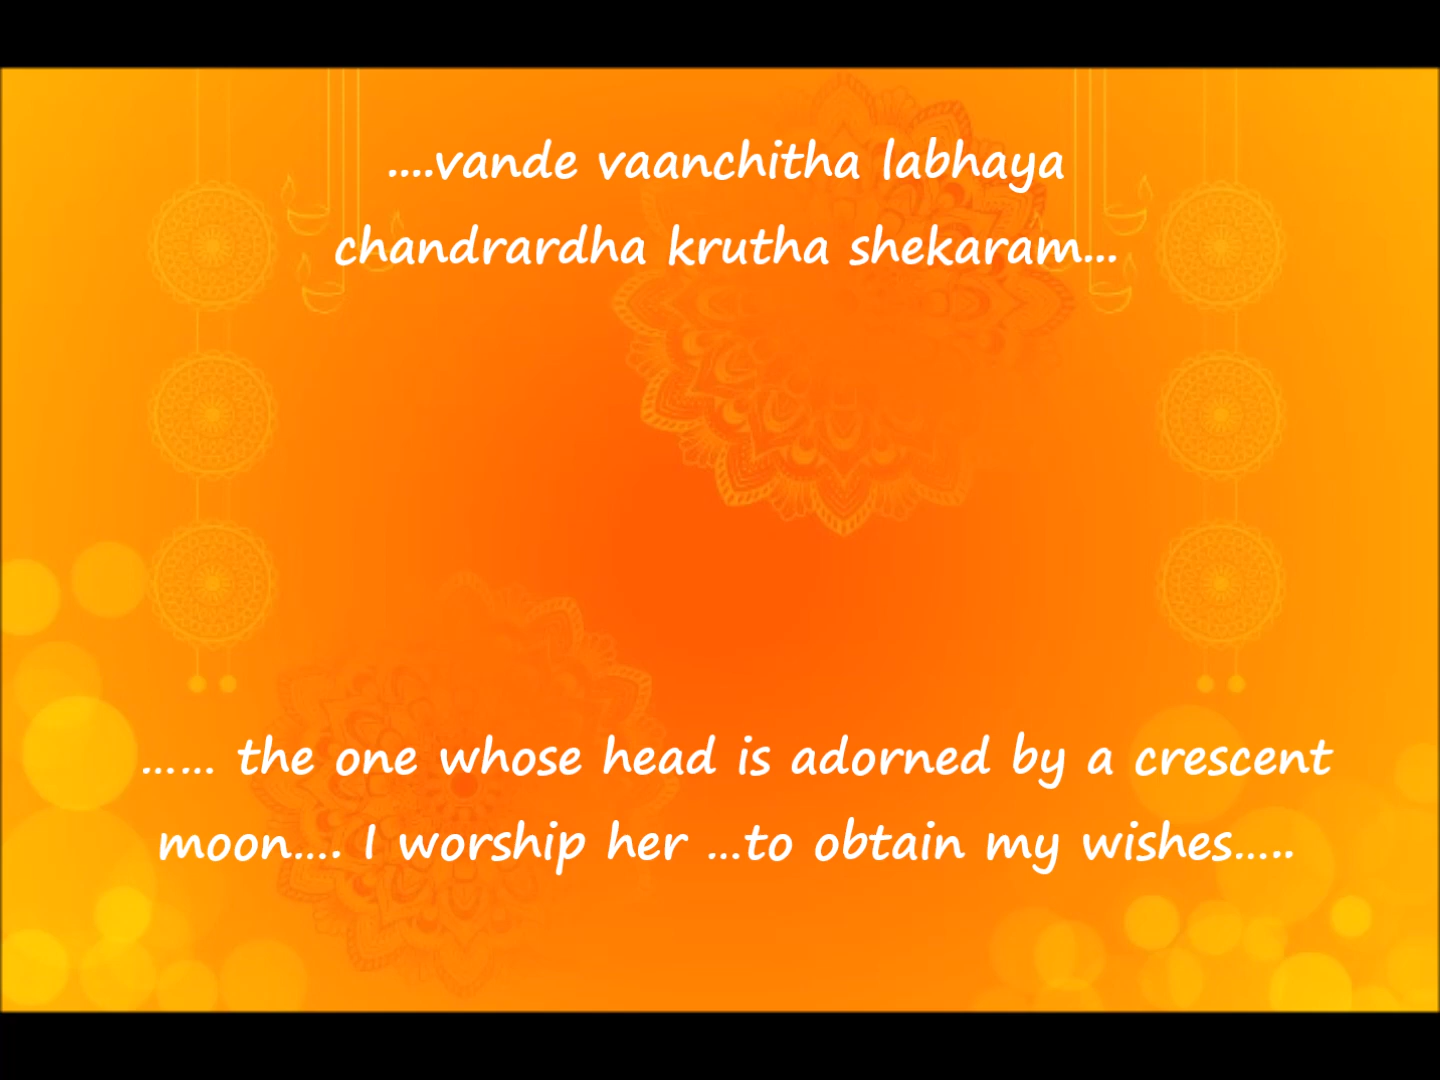 ....vande vaanchitha labhaya
chandrardha krutha shekaram...
...... the one whose head is adorned by a crescent
moon.... I worship her ...to obtain my wishes.....